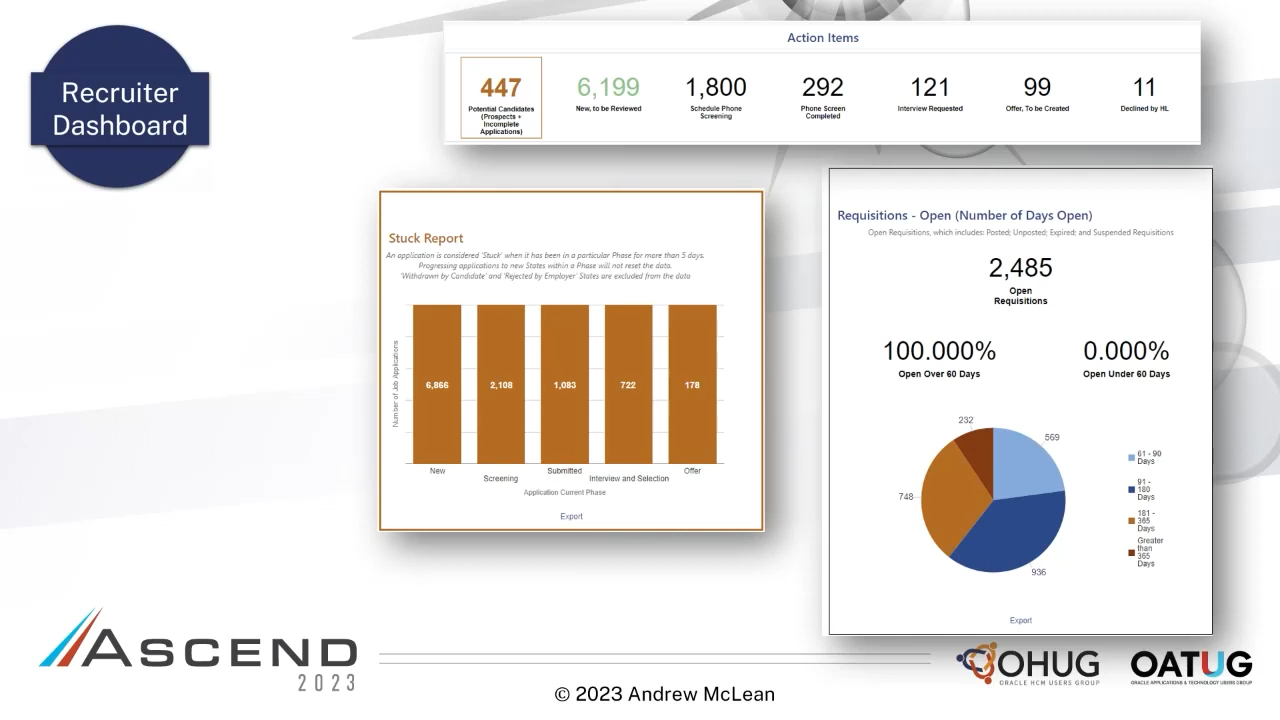 Recruiter
Dashboard
Action Items
447
Potential Candidates
(Prospects +
Incomplete
Applications)
6,199
New, to be Reviewed
1,800
Schedule Phone
Screening
292
Phone Screen
Completed
121
Interview Requested
99
Offer, To be Created
11
Declined by HL
Stuck Report
An application is considered 'Stuck' when it has been in a particular Phase for more than 5 days.
Progressing applications to new States within a Phase will not reset the data.
'Withdrawn by Candidate' and 'Rejected by Employer' States are excluded from the data
Number of Job Applications
6,866
2,108
1,083
722
178
New
Screening
Submitted
Interview and Selection
Offer
Application Current Phase
Export
Requisitions - Open (Number of Days Open)
Open Requisitions, which includes: Posted; Unposted; Expired; and Suspended Requisitions
2,485
Open
Requisitions
100.000%
Open Over 60 Days
0.000%
Open Under 60 Days
232
569
748
936
61 - 90
Days
91 -
180
Days
181 -
365
Days
Greater
than
365
Days
Export
ASCEND
2023
© 2023 Andrew McLean
OHUG
ORACLE HCM USERS GROUP
OATUG
ORACLE APPLICATIONS & TECHNOLOGY USERS GROUP